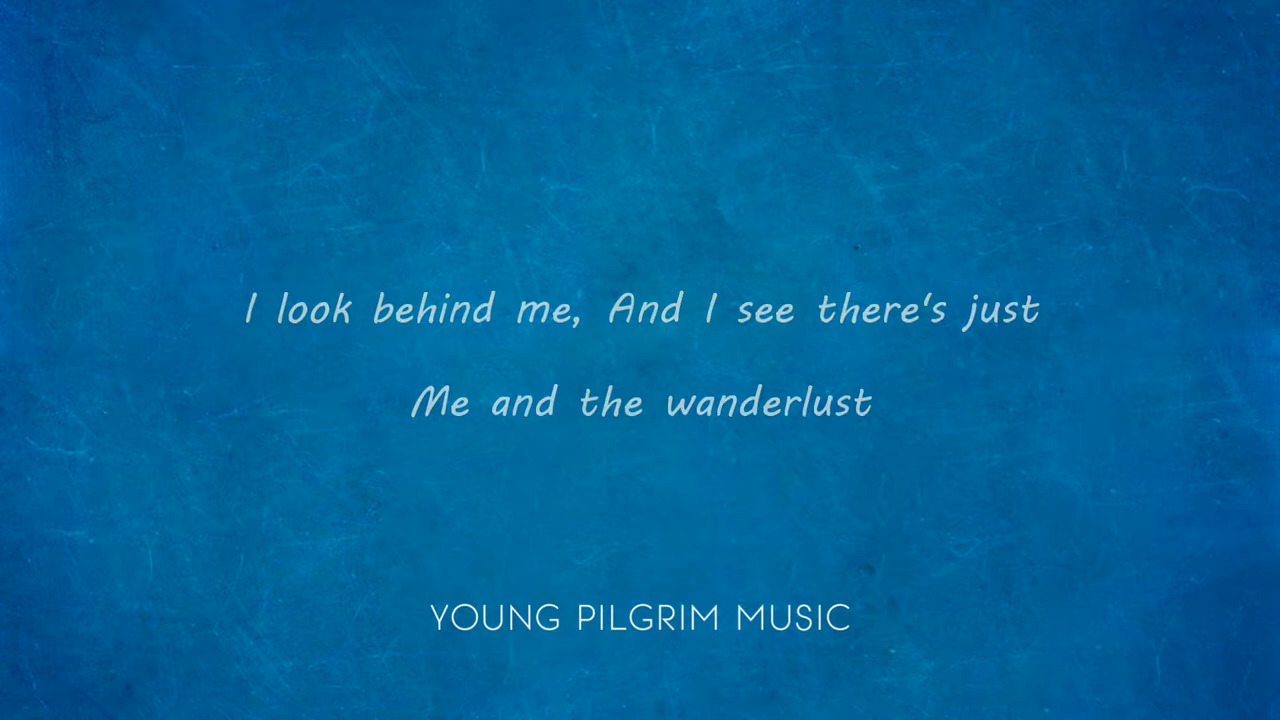 I look behind me, And I see there's just
Me and the wanderlust
YOUNG PILGRIM MUSIC